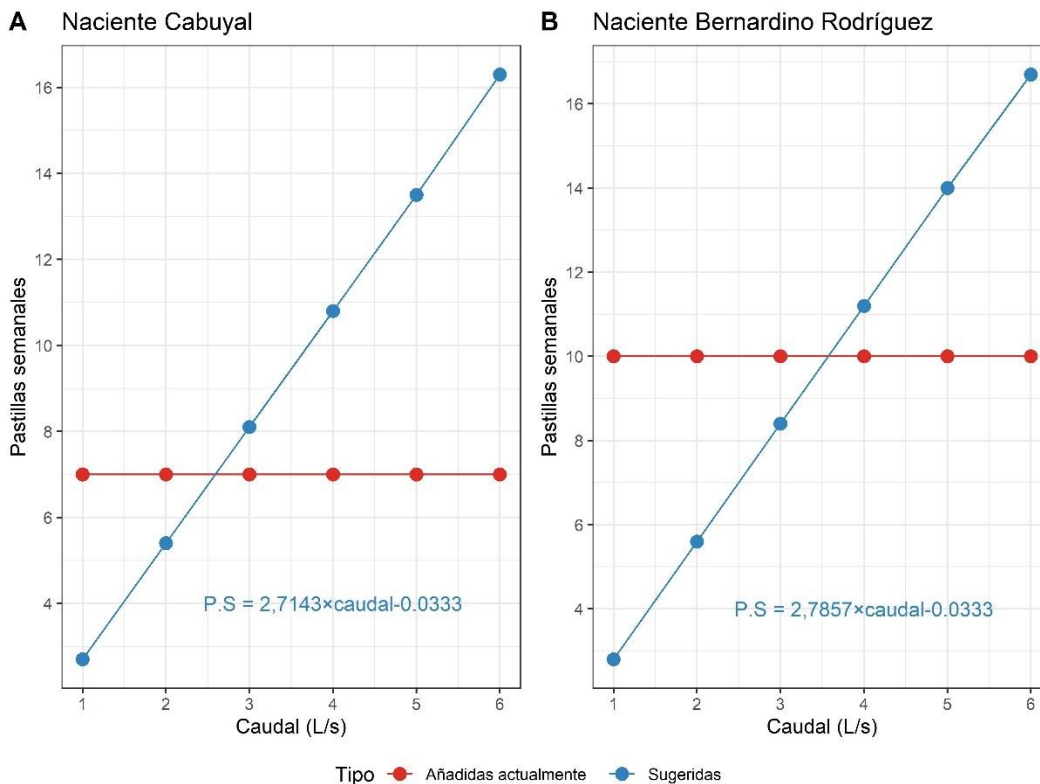 A Naciente Cabuyal
Pastillas semanales
16
14
12
10
8
6
4
P.S = 2,7143×caudal-0.0333
1 2 3 4 5 6
Caudal (L/s)
B Naciente Bernardino Rodríguez
Pastillas semanales
16
14
12
10
8
6
4
P.S = 2,7857×caudal-0.0333
1 2 3 4 5 6
Caudal (L/s)
Tipo Añadidas actualmente Sugeridas